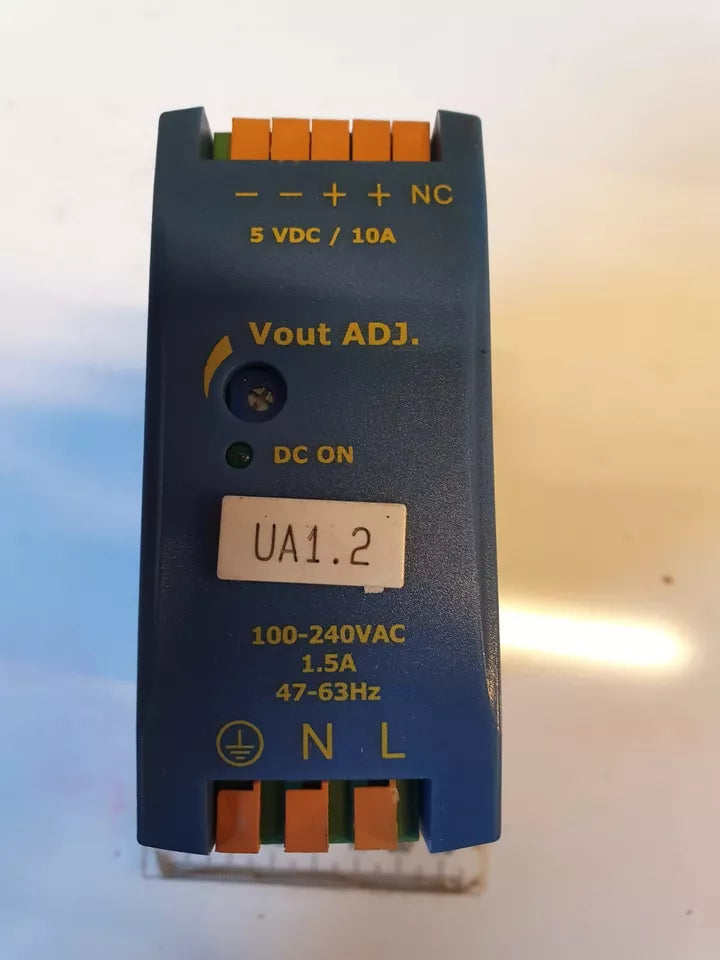 − − + + NC
5 VDC / 10A
Vout ADJ.
DC ON
UA1.2
100-240VAC
1.5A
47-63Hz
N L